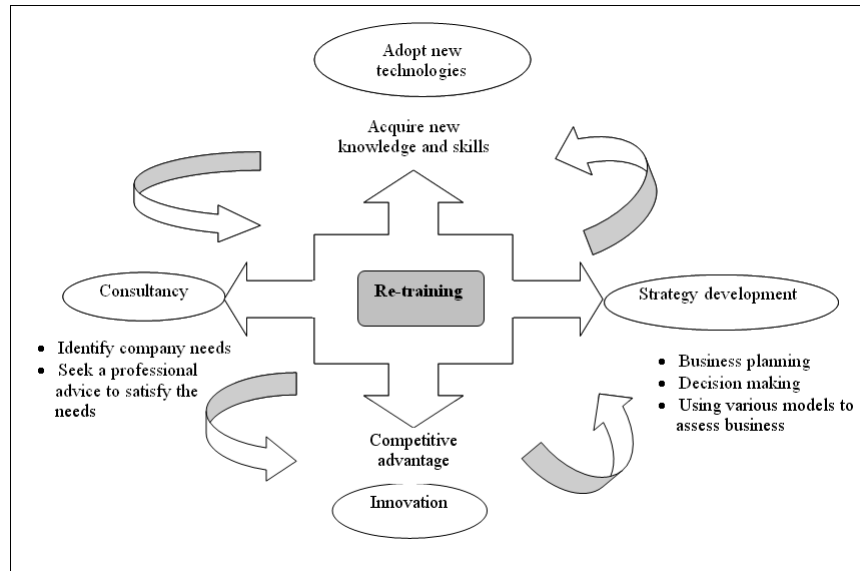 Adopt new
technologies
Acquire new
knowledge and skills
Consultancy
Re-training
Strategy development
• Identify company needs
• Seek a professional
advice to satisfy the
needs
• Business planning
• Decision making
• Using various models to
assess business
Competitive
advantage
Innovation